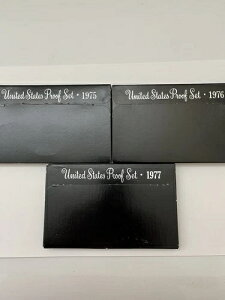 United States Proof Set • 1975
United States Proof Set • 1976
United States Proof Set • 1977